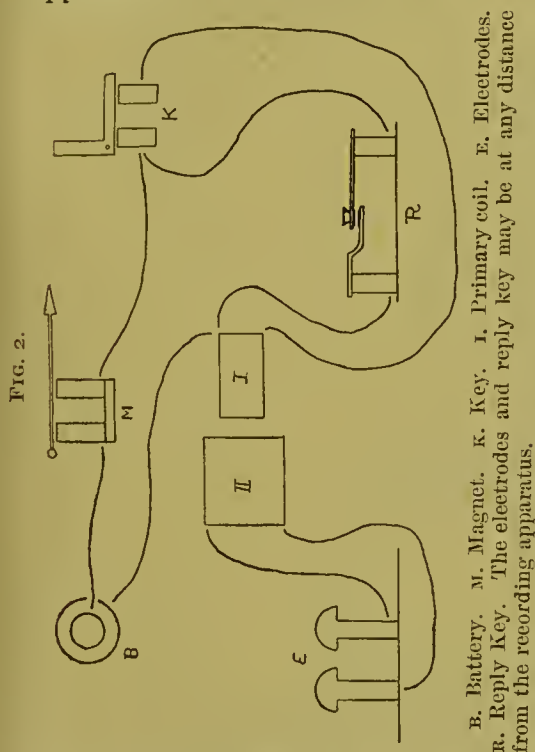 FIG. 2.
B
M
K
I
II
R
E
B. Battery. M. Magnet. K. Key. I. Primary coil. E. Electrodes.
R. Reply Key. The electrodes and reply key may be at any distance
from the recording apparatus.